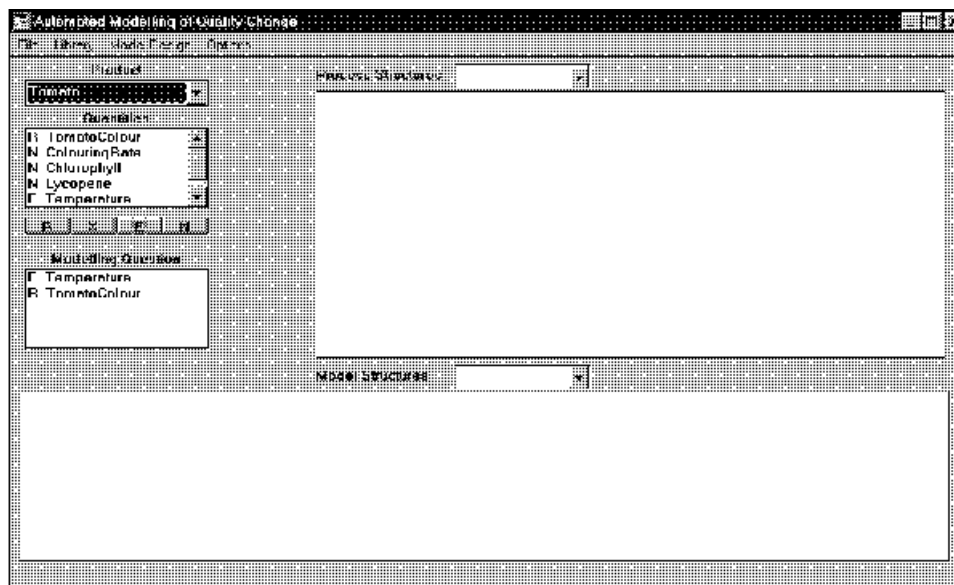 Automated Modelling of Quality Change
File Library Model Design Options
Product
Tomato
Quantities
R TomatoColour
N ColouringRate
N Chlorophyll
N Lycopene
E Temperature
R X E N
Modelling Question
E Temperature
R TomatoColour
Process Structures
Model Structures